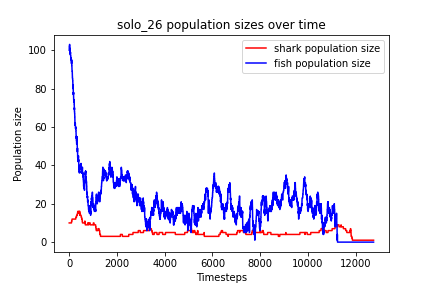 solo_26 population sizes over time
shark population size
fish population size
Population size
100
80
60
40
20
0
0
2000
4000
6000
8000
10000
12000
Timesteps